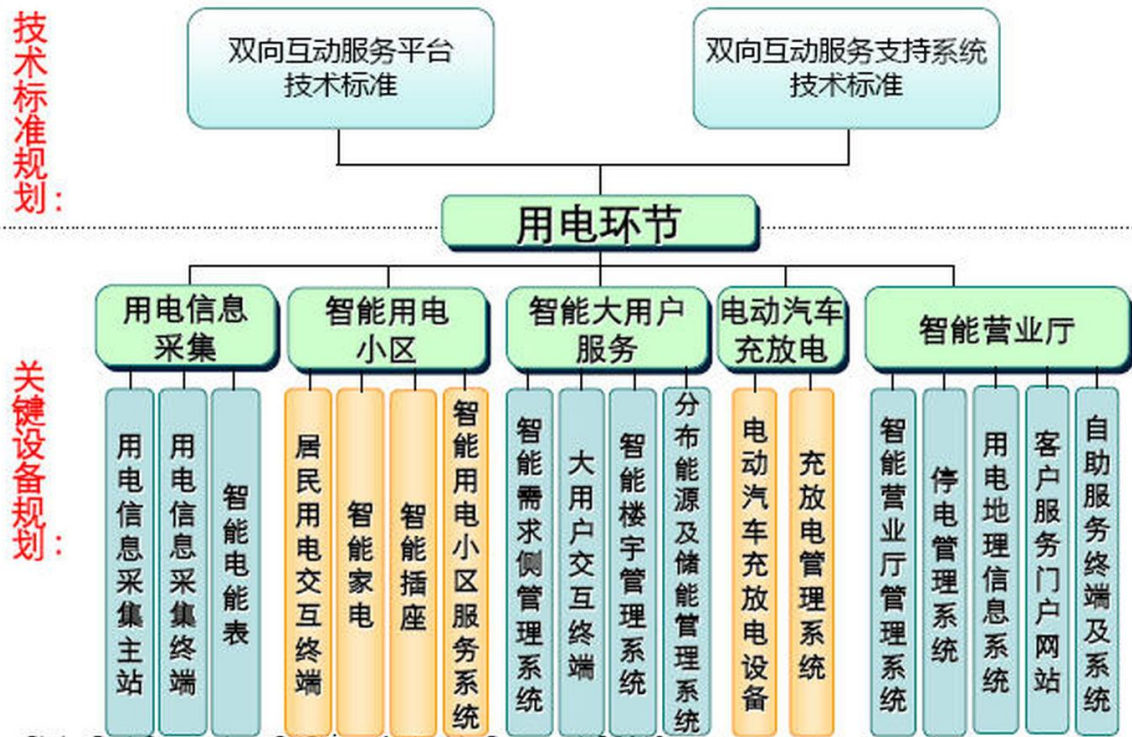 技术标准规划：
双向互动服务平台
技术标准
双向互动服务支持系统
技术标准
用电环节
关键设备规划：
用电信息
采集
智能用电
小区
智能大用户
服务
电动汽车
充放电
智能营业厅
用电信息采集主站
用电信息采集终端
智能电能表
居民用电交互终端
智能家电
智能插座
智能用电小区服务系统
智能需求侧管理系统
大用户交互终端
智能楼宇管理系统
分布能源及储能管理系统
电动汽车充放电设备
充放电管理系统
智能营业厅管理系统
停电管理系统
用电地理信息系统
客户服务门户网站
自助服务终端及系统